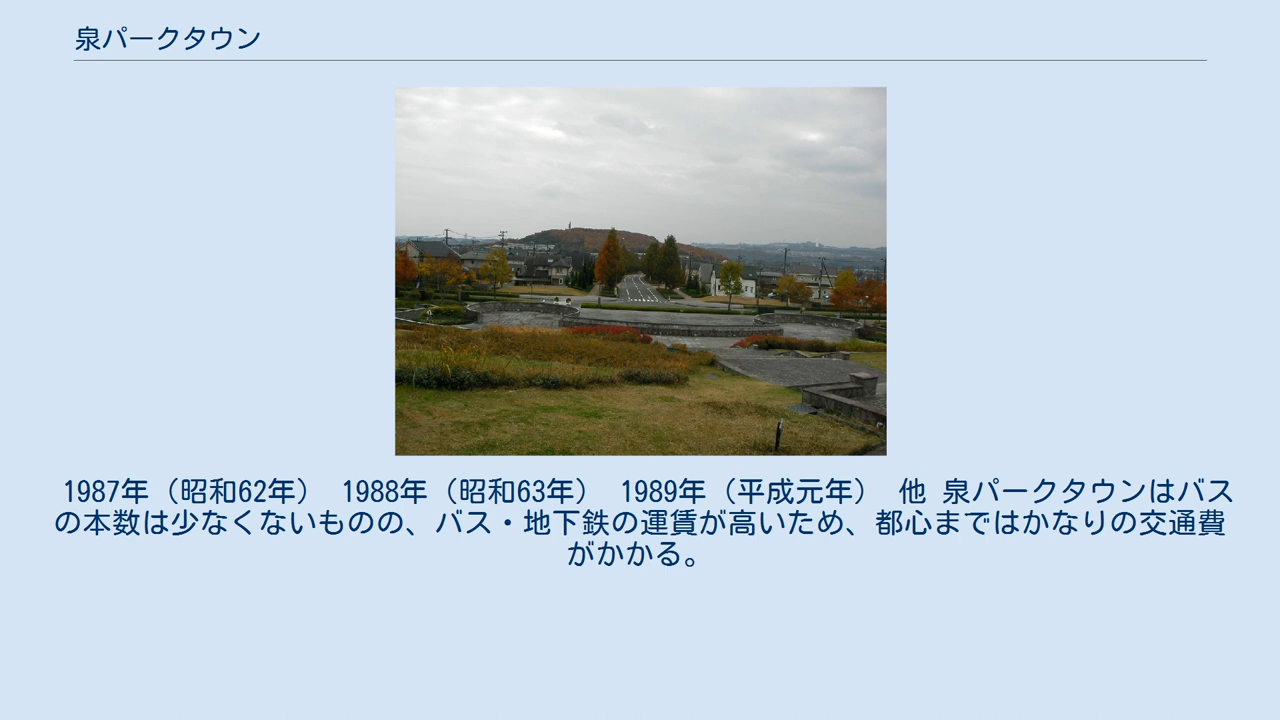 泉パークタウン
1987年（昭和62年） 1988年（昭和63年） 1989年（平成元年） 他 泉パークタウンはバス
の本数は少なくないものの、バス・地下鉄の運賃が高いため、都心まではかなりの交通費
がかかる。